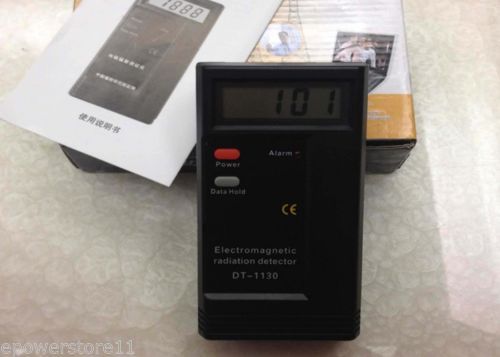 1888
使用说明书
101
Alarm
Power
Data Hold
CE
Electromagnetic
radiation detector
DT-1130
epowerstore11